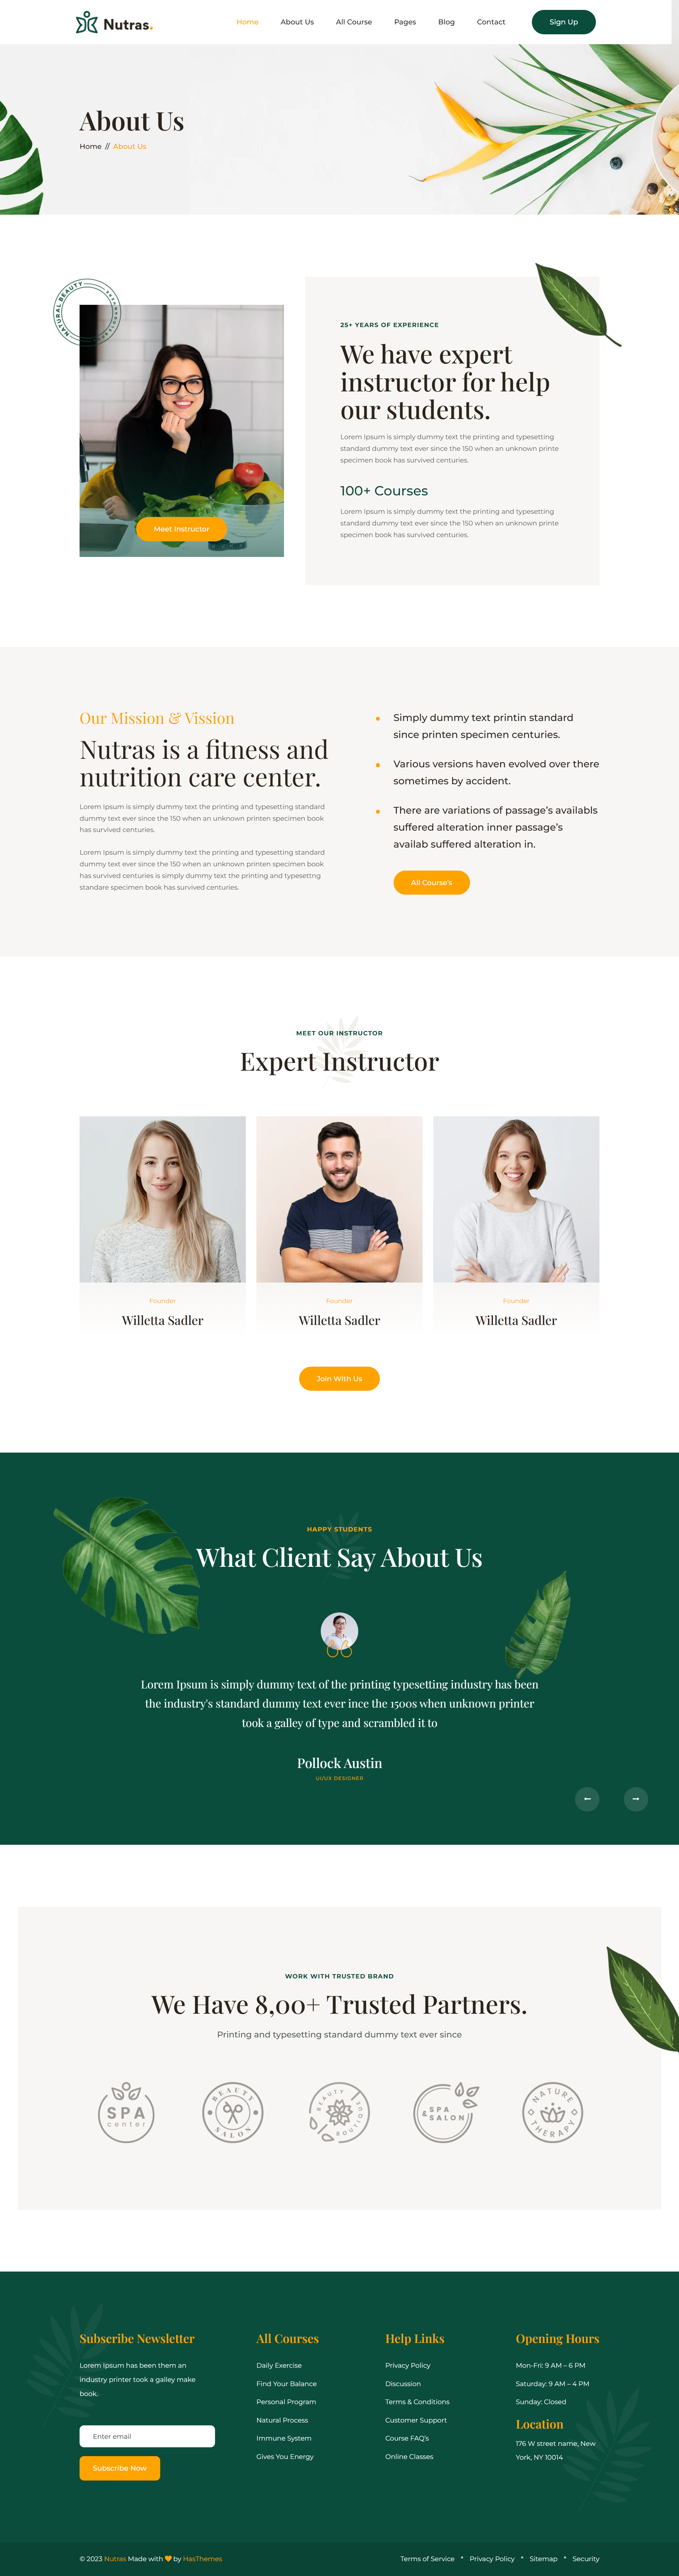 Nutras.
Home About Us All Course Pages Blog Contact Sign Up
About Us
Home // About Us
NATURAL BEAUTY
Meet Instructor
25+ YEARS OF EXPERIENCE
We have expert
instructor for help
our students.
Lorem Ipsum is simply dummy text the printing and typesetting
standard dummy text ever since the 150 when an unknown printe
specimen book has survived centuries.
100+ Courses
Lorem Ipsum is simply dummy text the printing and typesetting
standard dummy text ever since the 150 when an unknown printe
specimen book has survived centuries.
Our Mission & Vission
Nutras is a fitness and
nutrition care center.
Lorem Ipsum is simply dummy text the printing and typesetting standard
dummy text ever since the 150 when an unknown printen specimen book
has survived centuries.
Lorem Ipsum is simply dummy text the printing and typesetting standard
dummy text ever since the 150 when an unknown printen specimen book
has survived centuries is simply dummy text the printing and typesettng
standare specimen book has survived centuries.
Simply dummy text printin standard
since printen specimen centuries.
Various versions haven evolved over there
sometimes by accident.
There are variations of passage's availabls
suffered alteration inner passage's
availab suffered alteration in.
All Course's
MEET OUR INSTRUCTOR
Expert Instructor
Founder
Willetta Sadler
Founder
Willetta Sadler
Founder
Willetta Sadler
Join With Us
HAPPY STUDENTS
What Client Say About Us
Lorem Ipsum is simply dummy text of the printing typesetting industry has been
the industry's standard dummy text ever ince the 1500s when unknown printer
took a galley of type and scrambled it to
Pollock Austin
UI/UX DESIGNER
WORK WITH TRUSTED BRAND
We Have 8,00+ Trusted Partners.
Printing and typesetting standard dummy text ever since
SPA
center
BEAUTY
SALON
BEAUTY
BOUTIQUE
& SPA
SALON
NATURE
THERAPY
Subscribe Newsletter
Lorem Ipsum has been them an
industry printer took a galley make
book.
Enter email
Subscribe Now
All Courses
Daily Exercise
Find Your Balance
Personal Program
Natural Process
Immune System
Gives You Energy
Help Links
Privacy Policy
Discussion
Terms & Conditions
Customer Support
Course FAQ's
Online Classes
Opening Hours
Mon-Fri: 9 AM – 6 PM
Saturday: 9 AM – 4 PM
Sunday: Closed
Location
176 W street name, New
York, NY 10014
© 2023 Nutras Made with 🧡 by HasThemes
Terms of Service * Privacy Policy * Sitemap * Security